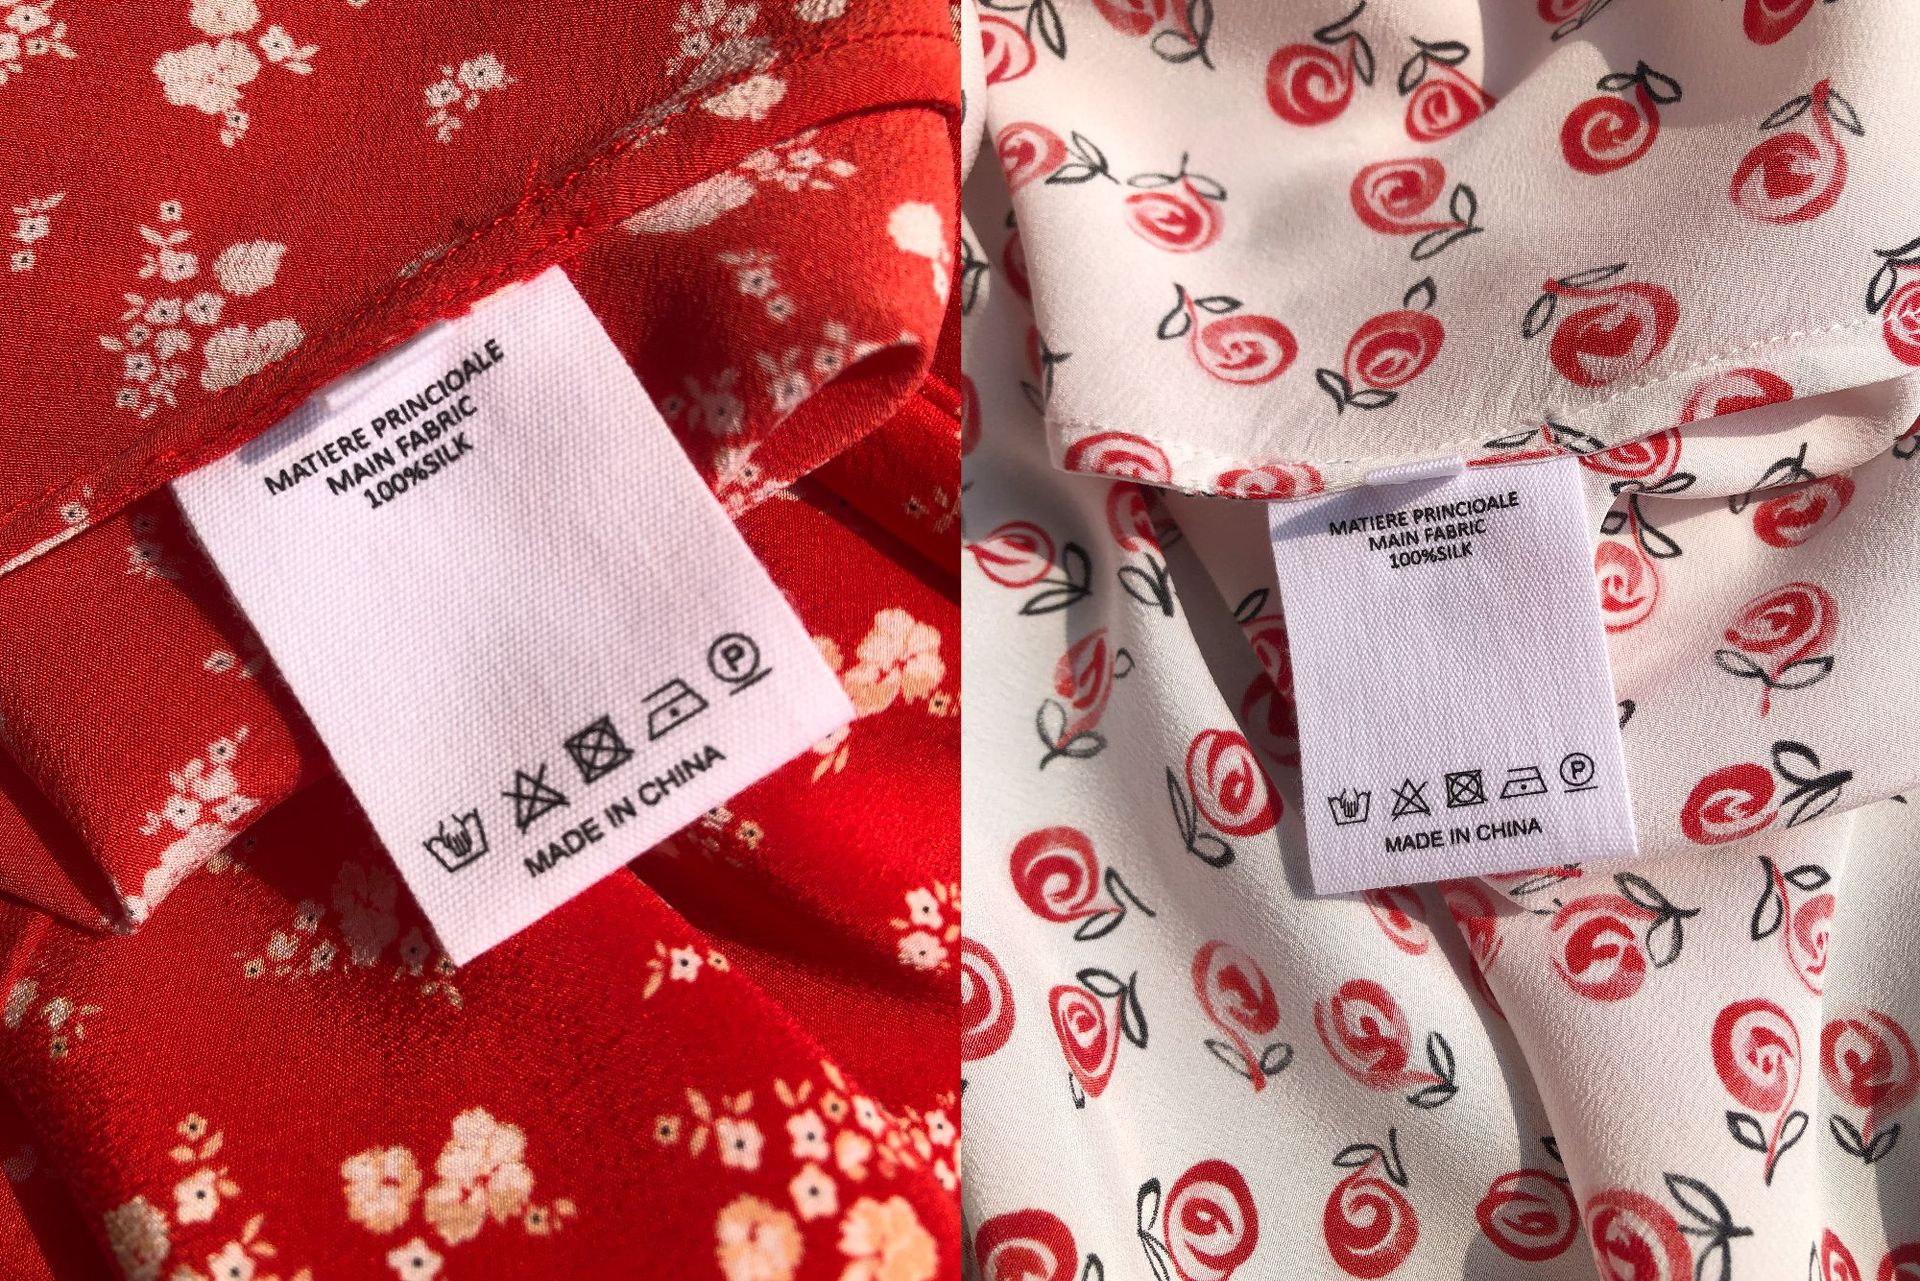 MATIERE PRINCIOALE
MAIN FABRIC
100%SILK
P
MADE IN CHINA
MATIERE PRINCIOALE
MAIN FABRIC
100%SILK
P
MADE IN CHINA